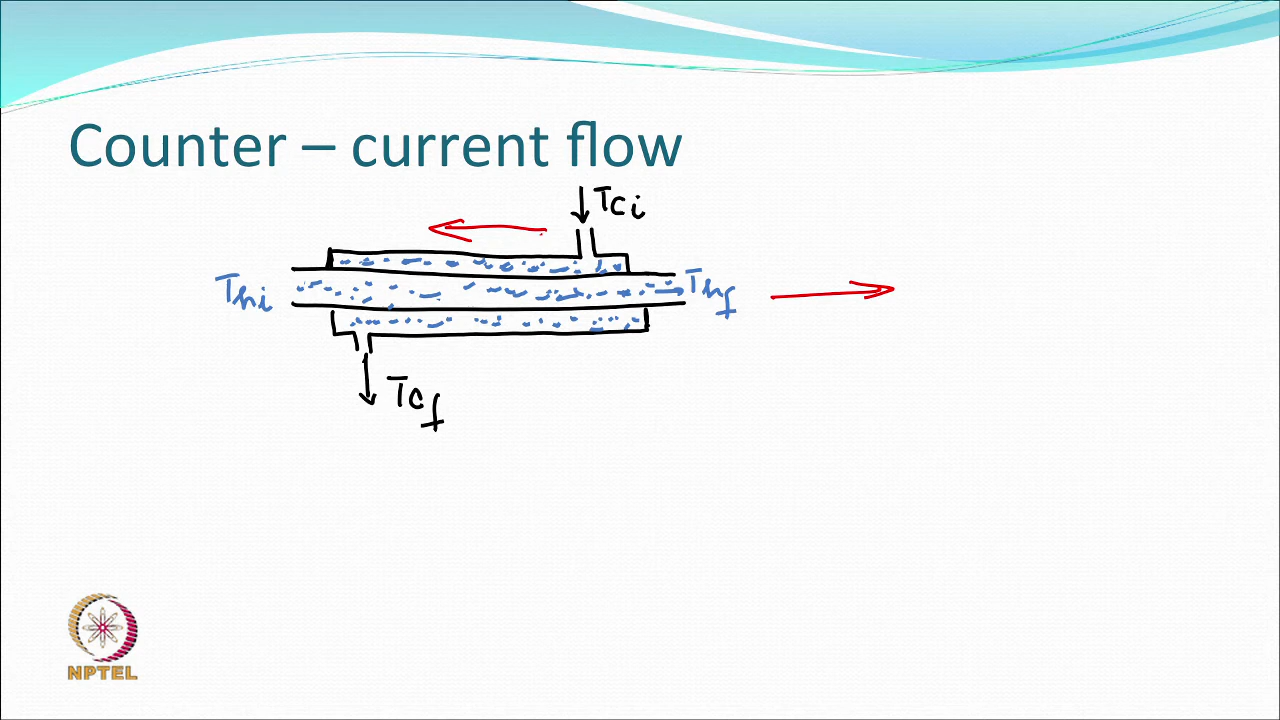 Counter – current flow
Tci
Thi
Thf
Tcf
NPTEL